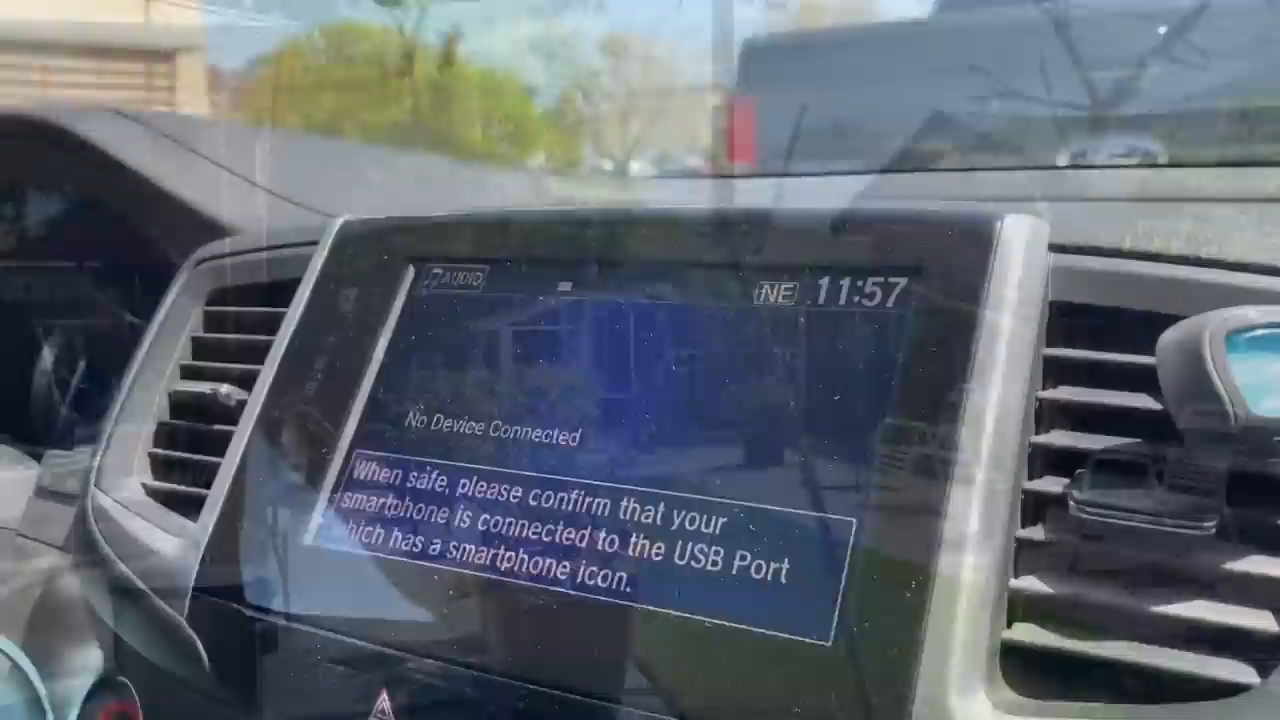 AUDIO
NE 11:57
No Device Connected
When safe, please confirm that your
smartphone is connected to the USB Port
which has a smartphone icon.